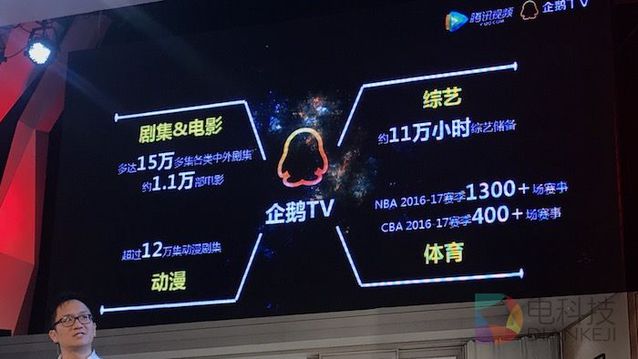 腾讯视频
V.QQ.COM
企鹅TV
剧集&电影
多达15万多集各类中外剧集
约1.1万部电影
综艺
约11万小时综艺储备
企鹅TV
NBA 2016-17赛季1300+场赛事
CBA 2016-17赛季400+场赛事
体育
超过12万集动漫剧集
动漫
电科技
DIANKEJI